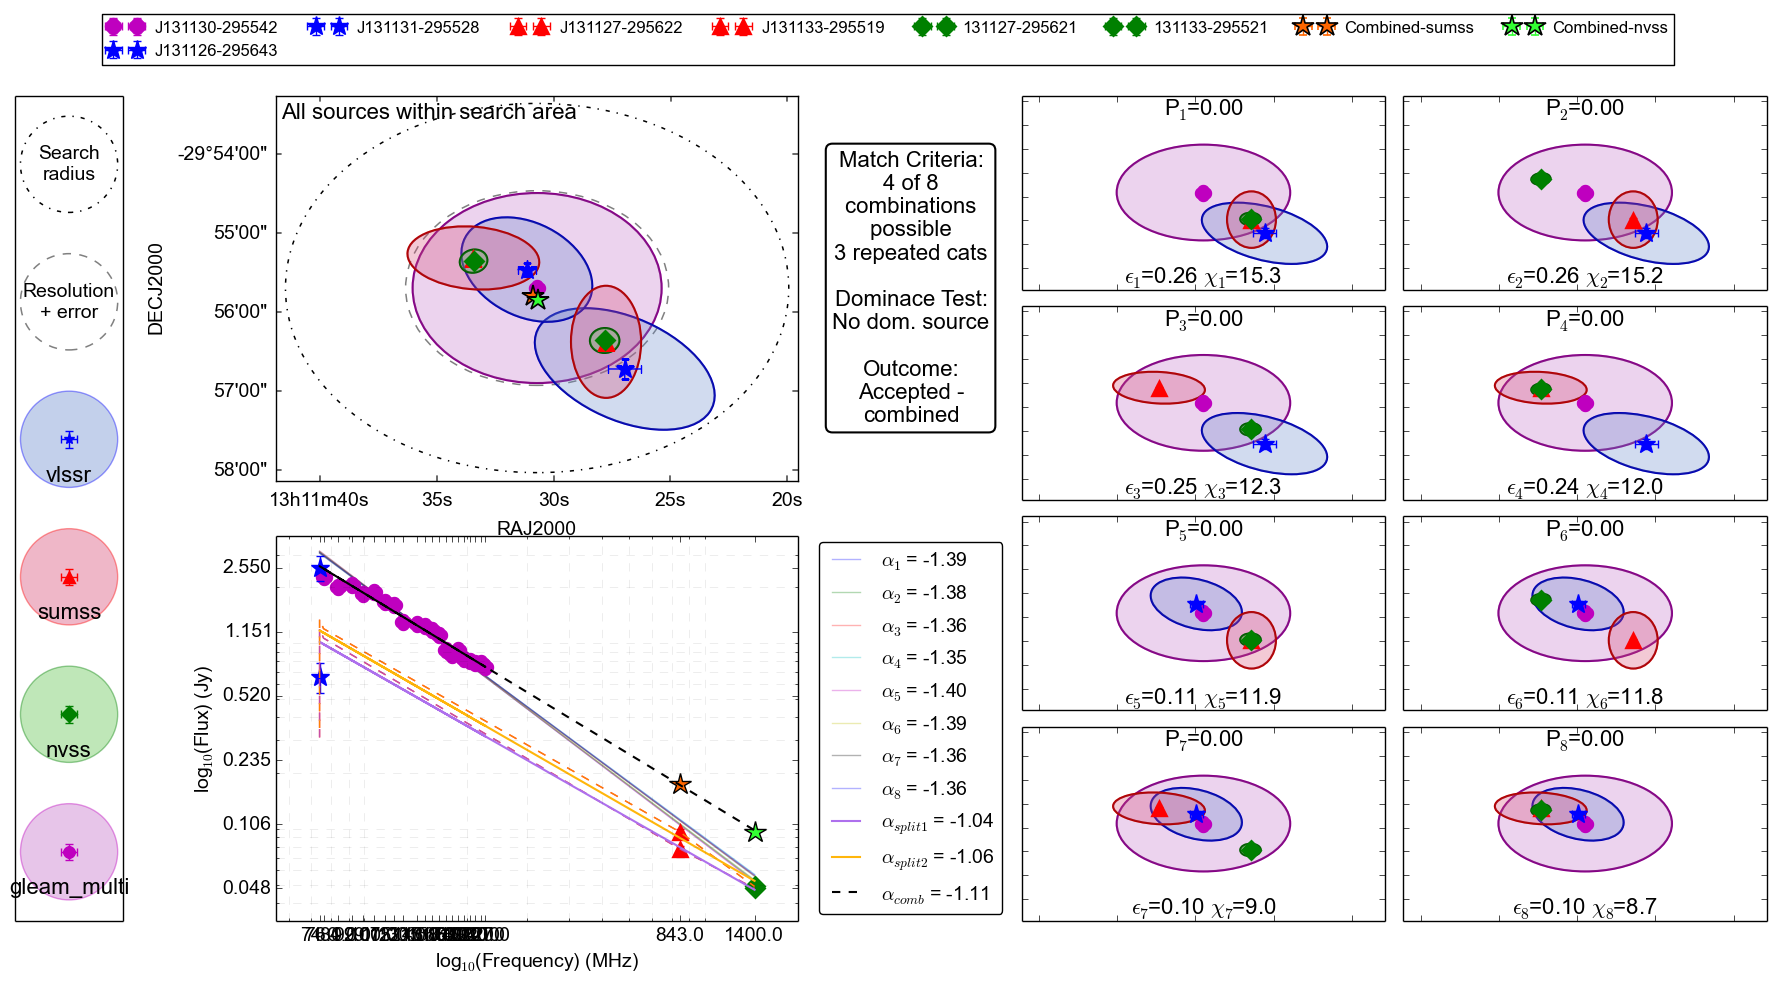 J131130-295542 J131131-295528 J131127-295622 J131133-295519 131127-295621 131133-295521 Combined-sumss Combined-nvss
J131126-295643
Search
radius
Resolution
+ error
vlssr
sumss
nvss
gleam_multi
All sources within search area
DECJ2000
-29°54'00"
55'00"
56'00"
57'00"
58'00"
13h11m40s 35s 30s 25s 20s
RAJ2000
Match Criteria:
4 of 8
combinations
possible
3 repeated cats
Dominace Test:
No dom. source
Outcome:
Accepted -
combined
log₁₀(Flux) (Jy)
2.550
1.151
0.520
0.235
0.106
0.048
843.0 1400.0
log₁₀(Frequency) (MHz)
α₁ = -1.39
α₂ = -1.38
α₃ = -1.36
α₄ = -1.35
α₅ = -1.40
α₆ = -1.39
α₇ = -1.36
α₈ = -1.36
α_split1 = -1.04
α_split2 = -1.06
α_comb = -1.11
P₁=0.00
ϵ₁=0.26 χ₁=15.3
P₂=0.00
ϵ₂=0.26 χ₂=15.2
P₃=0.00
ϵ₃=0.25 χ₃=12.3
P₄=0.00
ϵ₄=0.24 χ₄=12.0
P₅=0.00
ϵ₅=0.11 χ₅=11.9
P₆=0.00
ϵ₆=0.11 χ₆=11.8
P₇=0.00
ϵ₇=0.10 χ₇=9.0
P₈=0.00
ϵ₈=0.10 χ₈=8.7